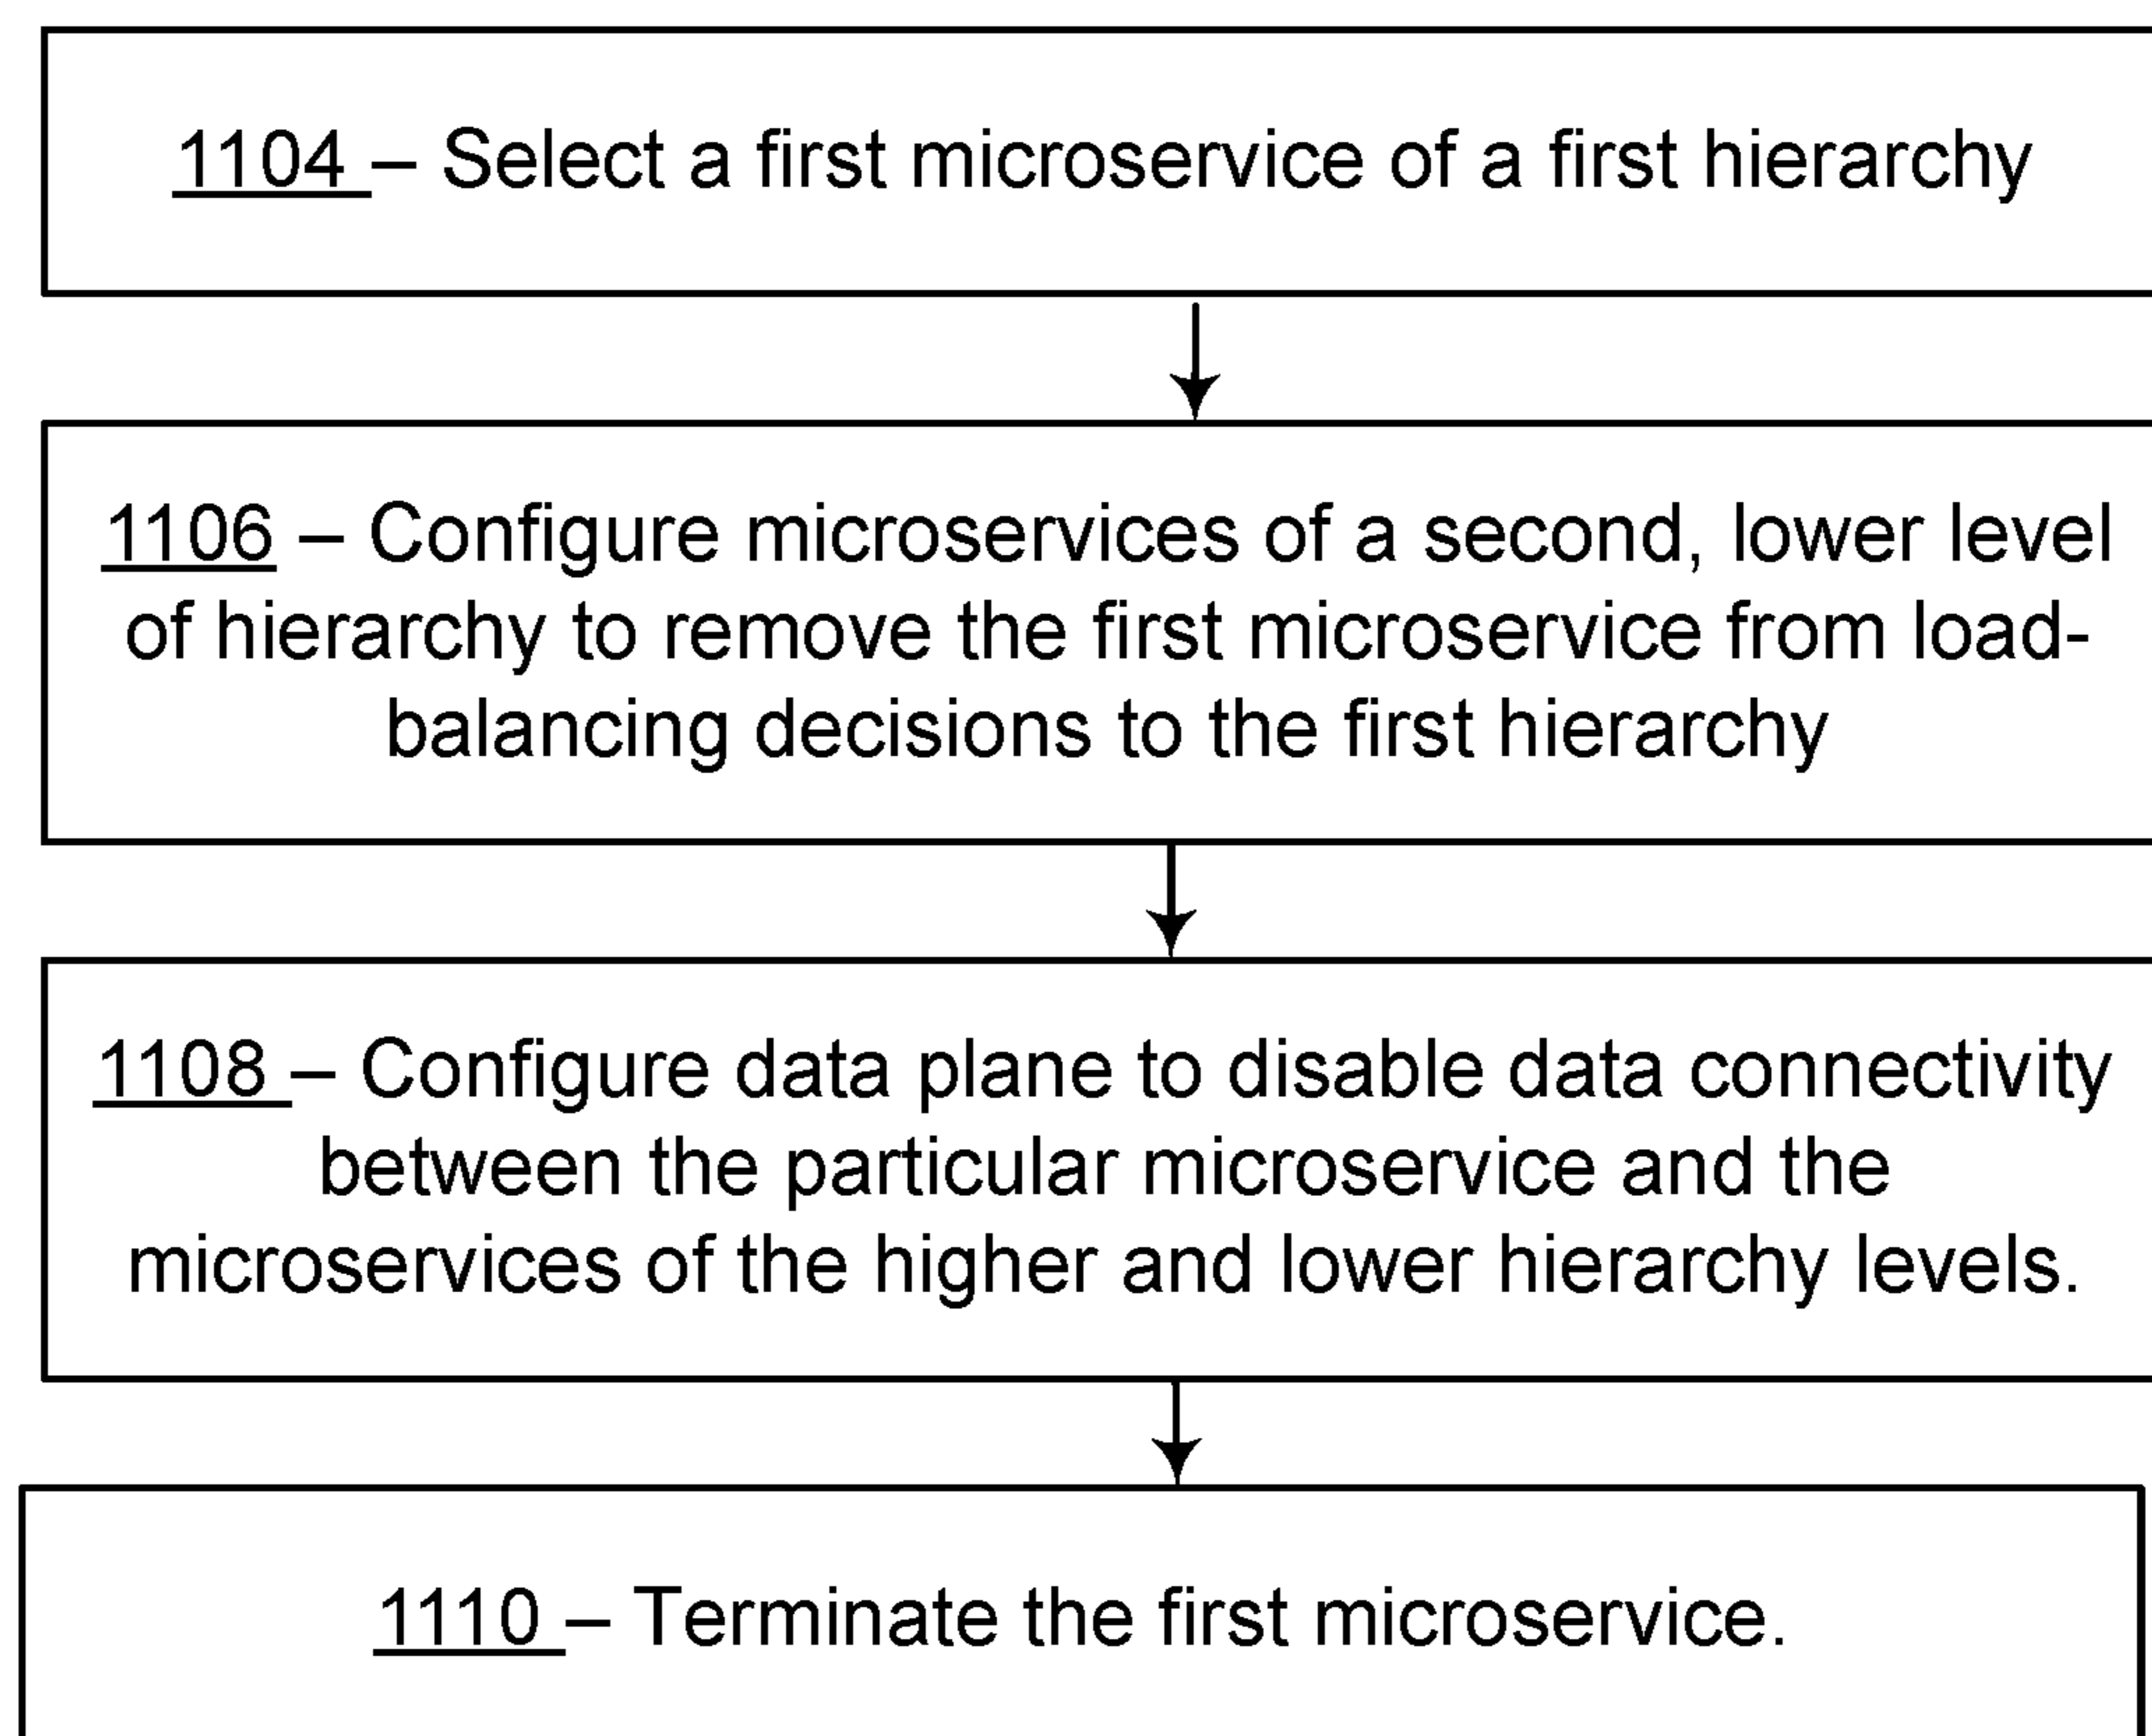 1104 – Select a first microservice of a first hierarchy
1106 – Configure microservices of a second, lower level
of hierarchy to remove the first microservice from load-
balancing decisions to the first hierarchy
1108 – Configure data plane to disable data connectivity
between the particular microservice and the
microservices of the higher and lower hierarchy levels.
1110 – Terminate the first microservice.